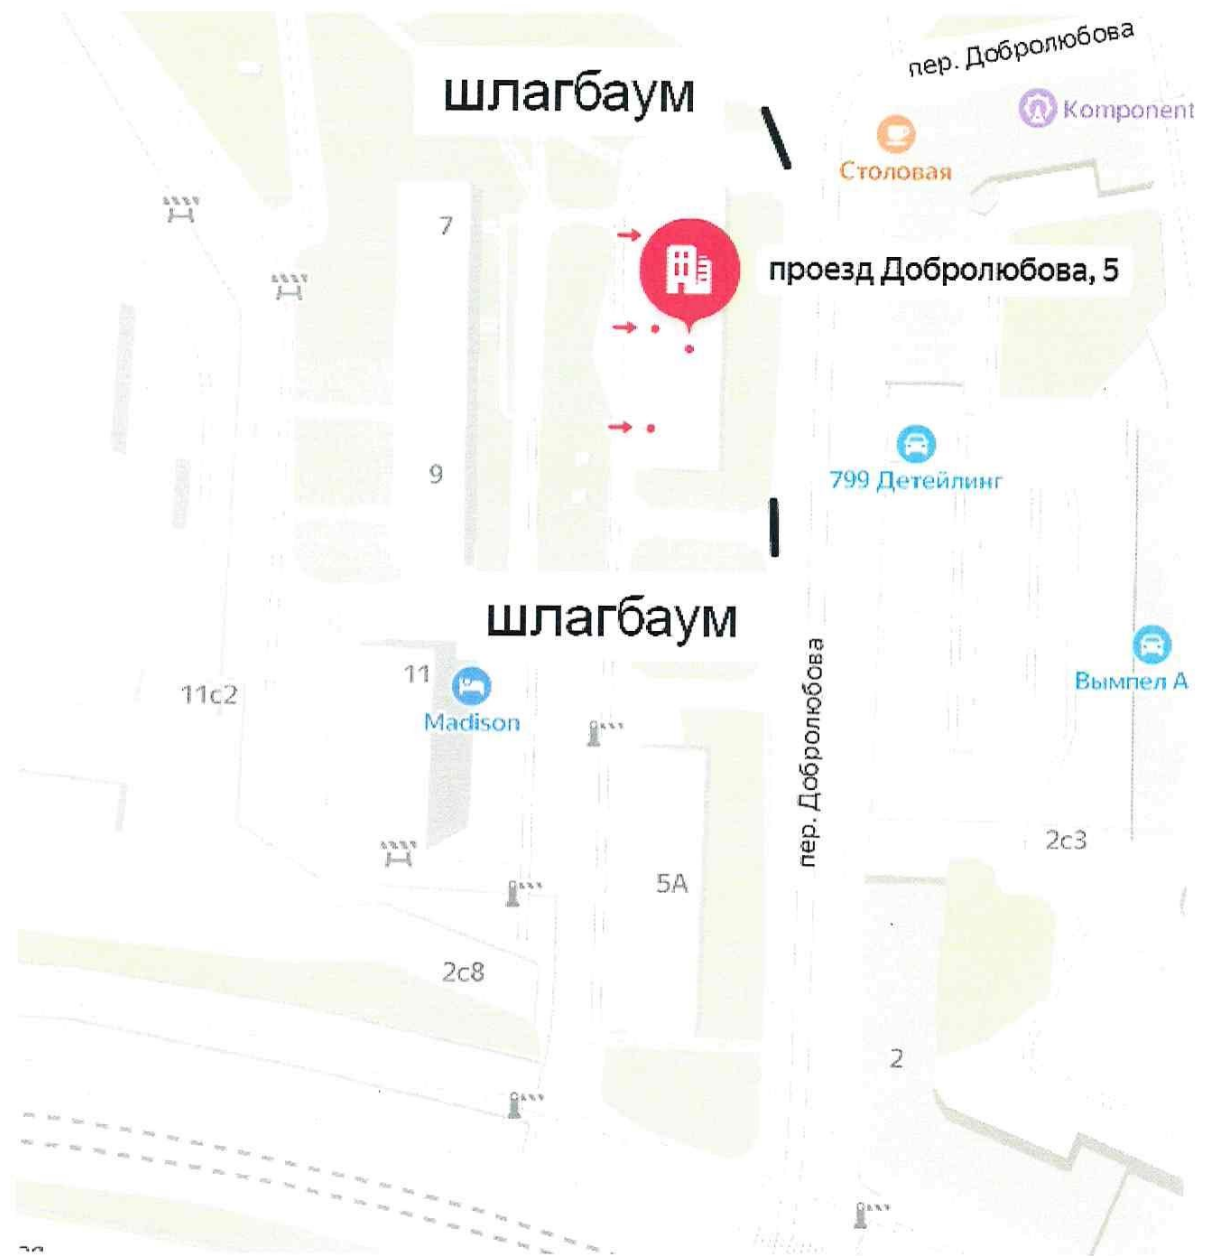 пер. Добролюбова
шлагбаум
Komponent
Столовая
7
проезд Добролюбова, 5
9
799 Детейлинг
шлагбаум
пер. Добролюбова
11
11с2
Madison
Вымпел А
2с3
5А
2с8
2